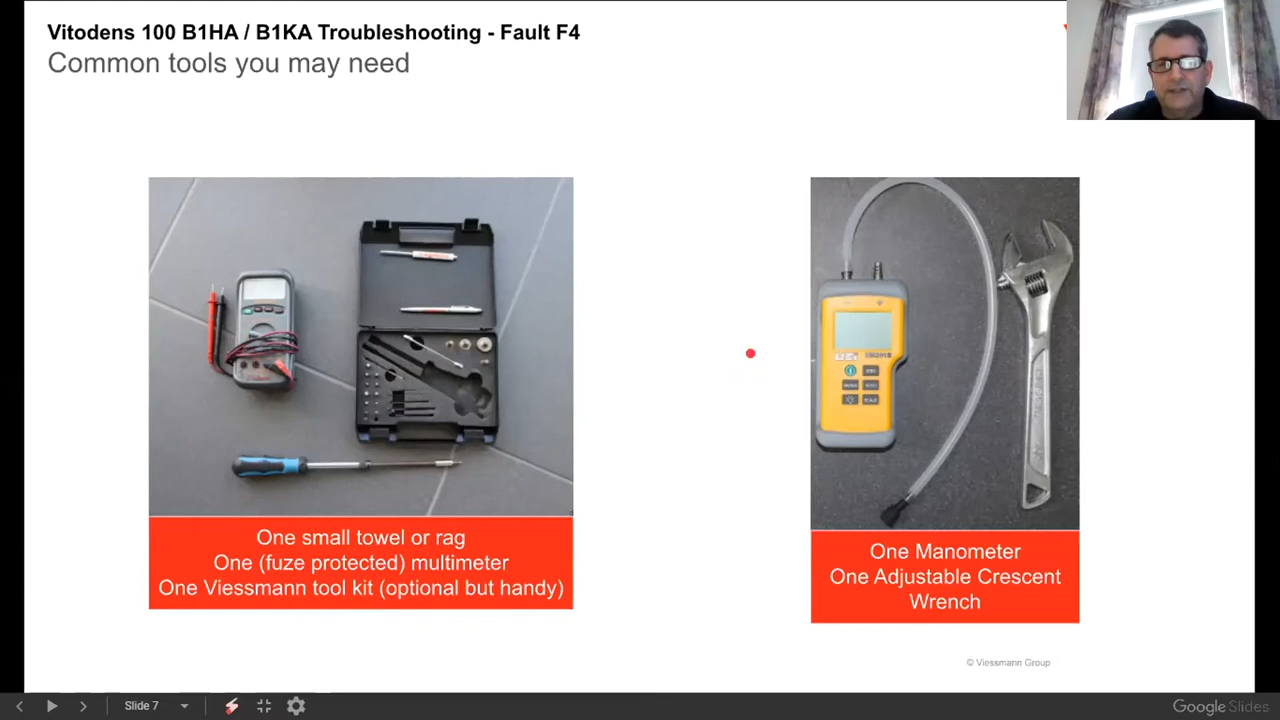 Vitodens 100 B1HA / B1KA Troubleshooting - Fault F4
Common tools you may need
One small towel or rag
One (fuze protected) multimeter
One Viessmann tool kit (optional but handy)
One Manometer
One Adjustable Crescent
Wrench
© Viessmann Group
Slide 7
Google Slides